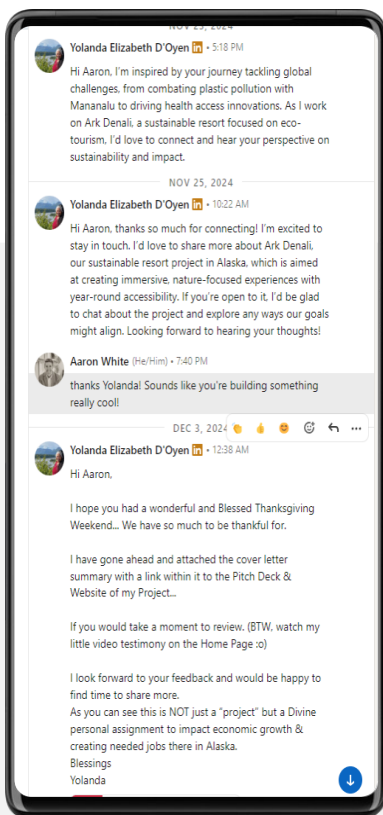 NOV 23, 2024
Yolanda Elizabeth D'Oyen in • 5:18 PM
Hi Aaron, I'm inspired by your journey tackling global
challenges, from combating plastic pollution with
Mananalu to driving health access innovations. As I work
on Ark Denali, a sustainable resort focused on eco-
tourism, I'd love to connect and hear your perspective on
sustainability and impact.
NOV 25, 2024
Yolanda Elizabeth D'Oyen in • 10:22 AM
Hi Aaron, thanks so much for connecting! I'm excited to
stay in touch. I'd love to share more about Ark Denali,
our sustainable resort project in Alaska, which is aimed
at creating immersive, nature-focused experiences with
year-round accessibility. If you're open to it, I'd be glad
to chat about the project and explore any ways our goals
might align. Looking forward to hearing your thoughts!
Aaron White (He/Him) • 7:40 PM
thanks Yolanda! Sounds like you're building something
really cool!
DEC 3, 2024
Yolanda Elizabeth D'Oyen in • 12:38 AM
Hi Aaron,
I hope you had a wonderful and Blessed Thanksgiving
Weekend... We have so much to be thankful for.
I have gone ahead and attached the cover letter
summary with a link within it to the Pitch Deck &
Website of my Project...
If you would take a moment to review. (BTW, watch my
little video testimony on the Home Page :o)
I look forward to your feedback and would be happy to
find time to share more.
As you can see this is NOT just a "project" but a Divine
personal assignment to impact economic growth &
creating needed jobs there in Alaska.
Blessings
Yolanda